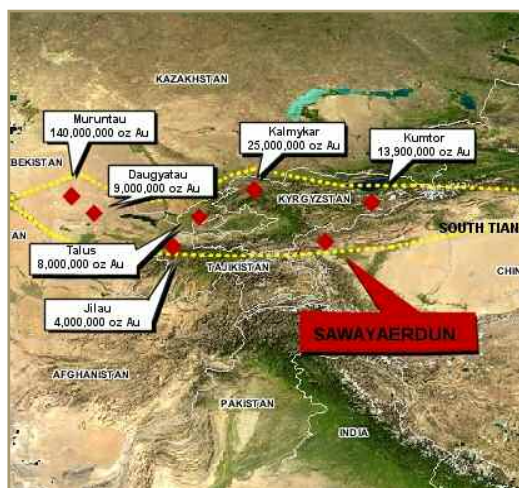 KAZAKHSTAN
Muruntau
140,000,000 oz Au
Kalmykar
25,000,000 oz Au
Kumtor
13,900,000 oz Au
BEKISTAN
Daugyatau
9,000,000 oz Au
KYRGYZSTAN
AN
Talus
8,000,000 oz Au
SOUTH TIAN
TAJIKISTAN
CHIN
Jilau
4,000,000 oz Au
SAWAYAERDUN
AFGHANISTAN
PAKISTAN
INDIA